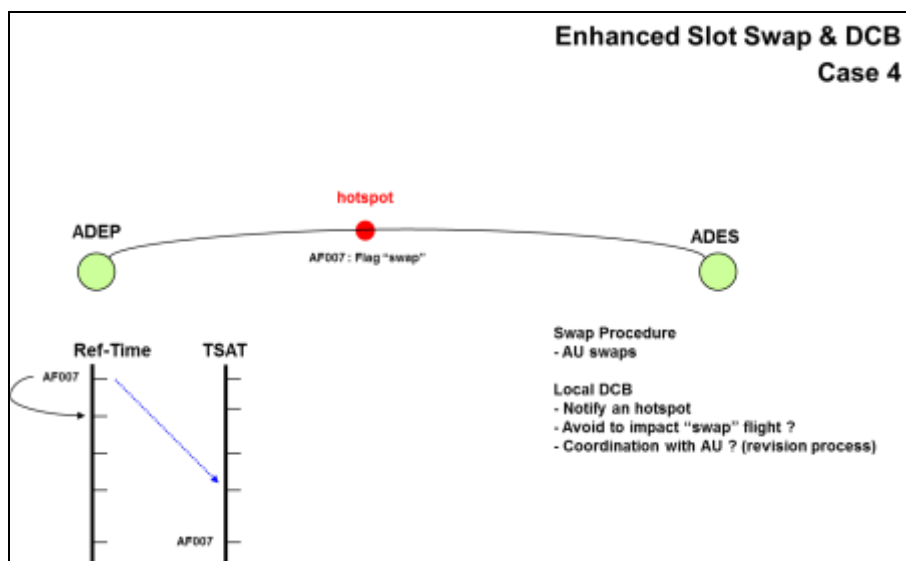 Enhanced Slot Swap & DCB
Case 4
hotspot
ADEP
ADES
AF007 : Flag "swap"
Swap Procedure
- AU swaps
Ref-Time
TSAT
AF007
Local DCB
- Notify an hotspot
- Avoid to impact "swap" flight ?
- Coordination with AU ? (revision process)
AF007